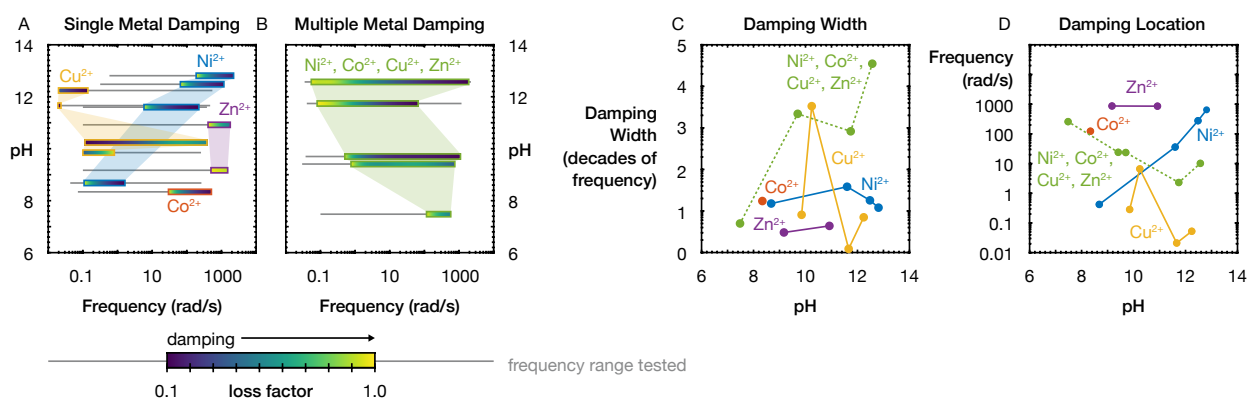 A
Single Metal Damping
14
12
pH
10
8
6
Cu²⁺
Ni²⁺
Zn²⁺
Co²⁺
0.1
10
1000
Frequency (rad/s)
B
Multiple Metal Damping
14
12
pH
10
8
6
Ni²⁺, Co²⁺, Cu²⁺, Zn²⁺
0.1
10
1000
Frequency (rad/s)
damping
0.1
loss factor
1.0
frequency range tested
C
Damping Width
Damping
Width
(decades of
frequency)
5
4
3
2
1
0
Ni²⁺, Co²⁺,
Cu²⁺, Zn²⁺
Cu²⁺
Co²⁺
Ni²⁺
Zn²⁺
6
8
10
12
14
pH
D
Damping Location
Frequency
(rad/s)
1000
100
10
1
0.1
0.01
Zn²⁺
Co²⁺
Ni²⁺
Ni²⁺, Co²⁺,
Cu²⁺, Zn²⁺
Cu²⁺
6
8
10
12
14
pH